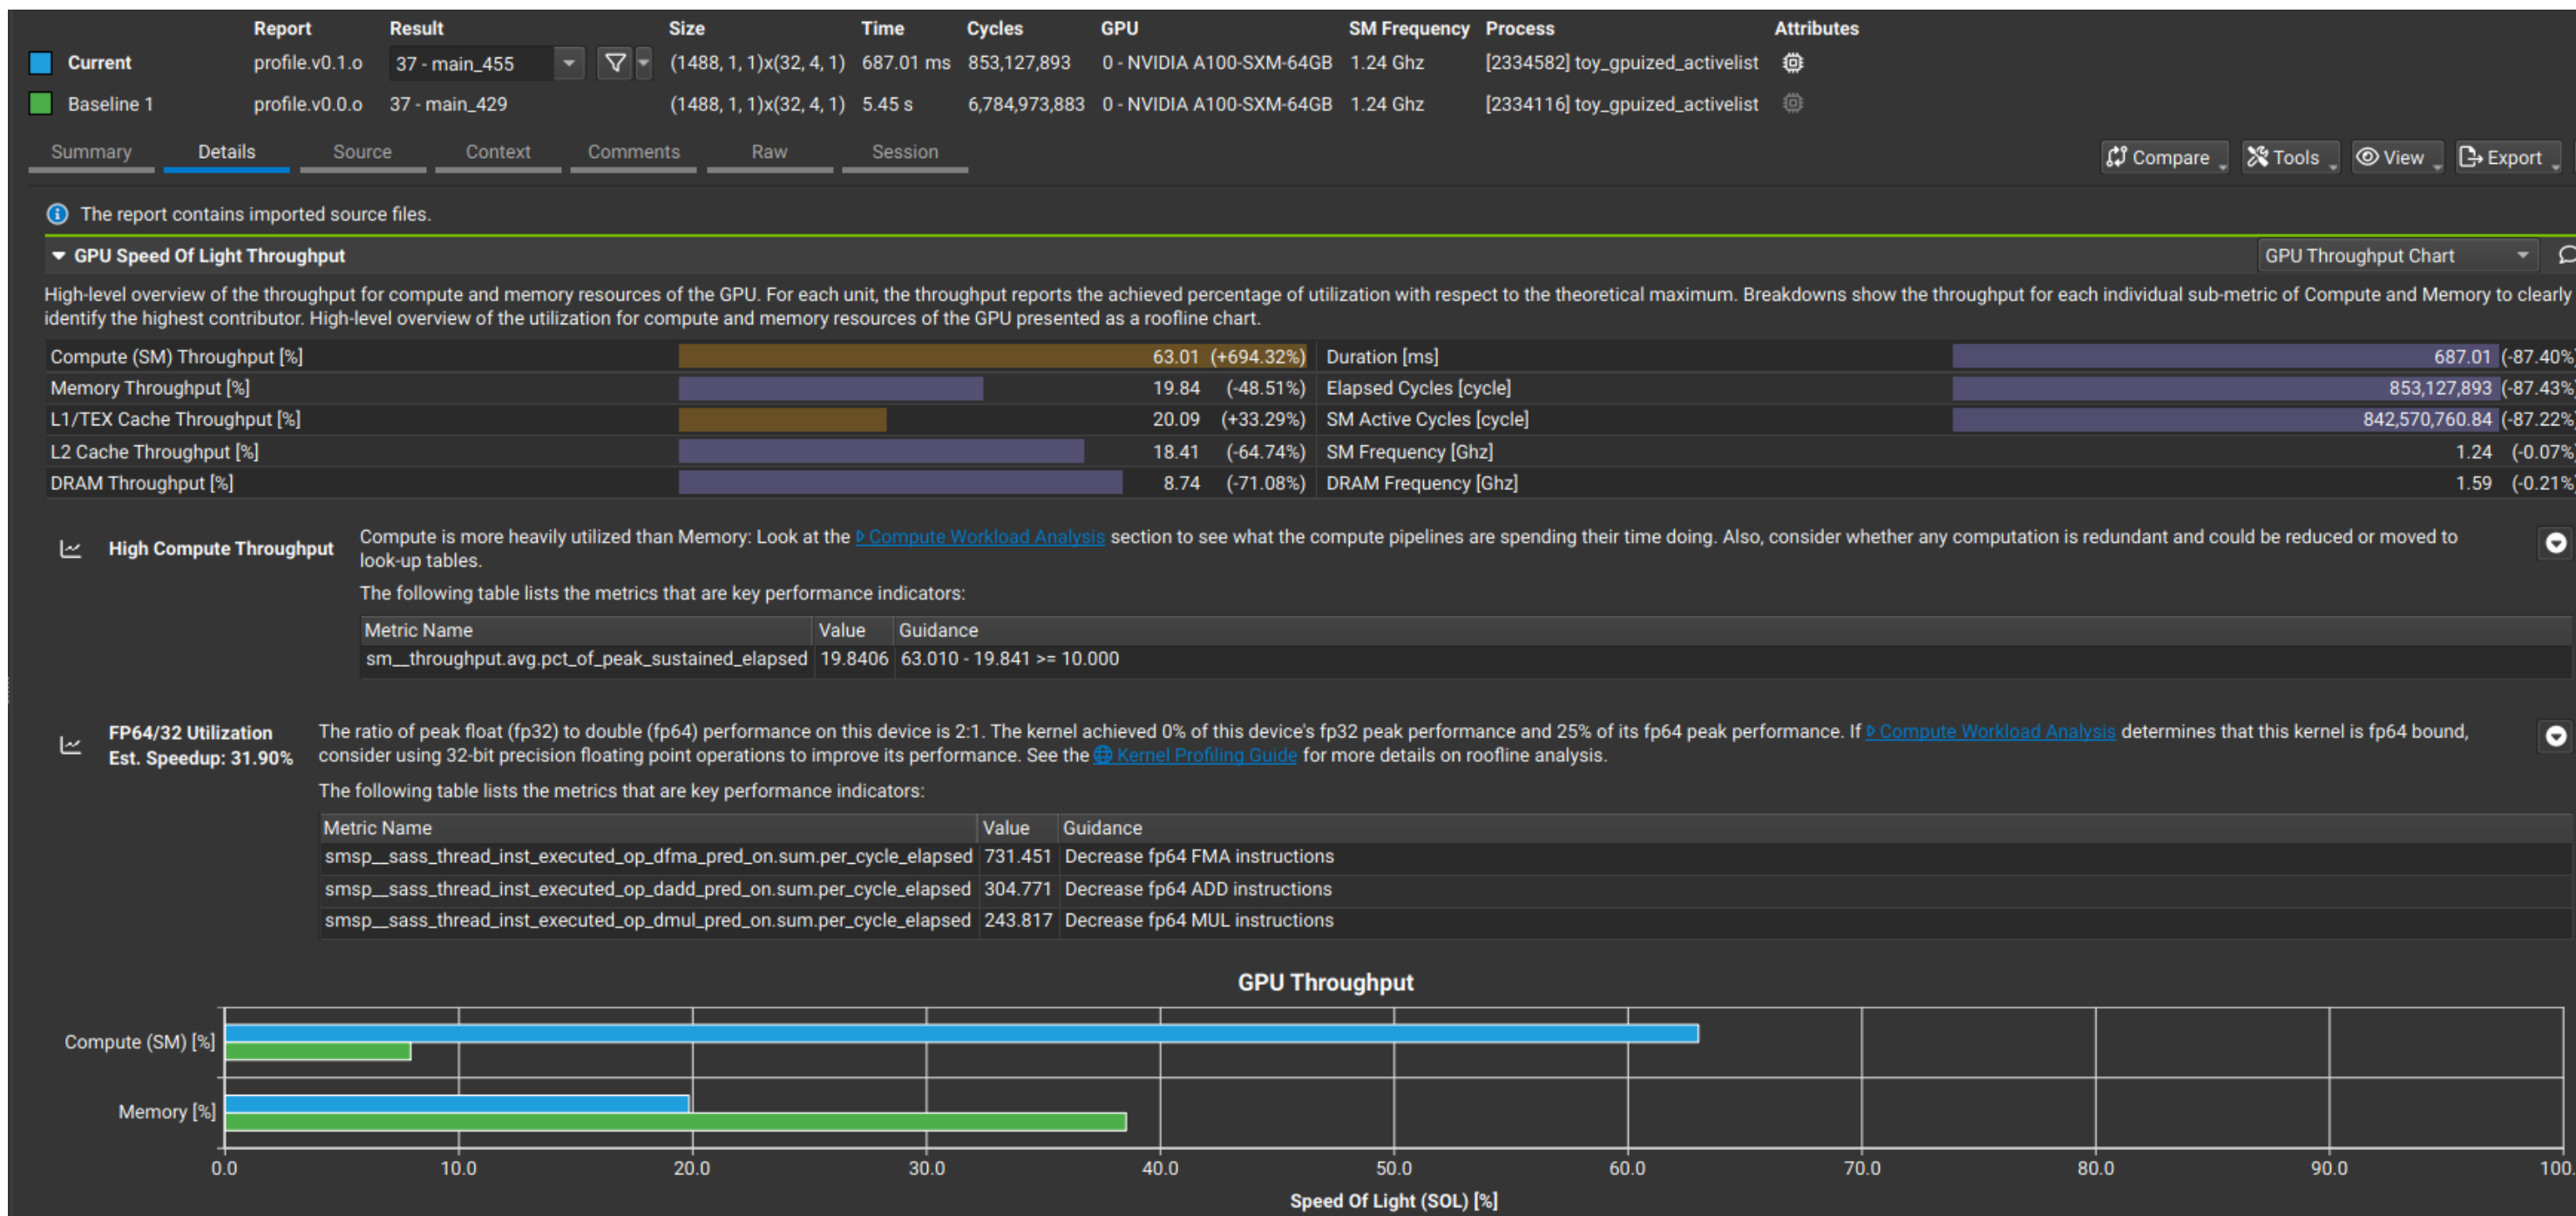 Report Result Size Time Cycles GPU SM Frequency Process Attributes
Current profile.v0.1.o 37 - main_455 (1488, 1, 1)x(32, 4, 1) 687.01 ms 853,127,893 0 - NVIDIA A100-SXM-64GB 1.24 Ghz [2334582] toy_gpuized_activelist
Baseline 1 profile.v0.0.o 37 - main_429 (1488, 1, 1)x(32, 4, 1) 5.45 s 6,784,973,883 0 - NVIDIA A100-SXM-64GB 1.24 Ghz [2334116] toy_gpuized_activelist
Summary Details Source Context Comments Raw Session Compare Tools View Export
The report contains imported source files.
GPU Speed Of Light Throughput GPU Throughput Chart
High-level overview of the throughput for compute and memory resources of the GPU. For each unit, the throughput reports the achieved percentage of utilization with respect to the theoretical maximum. Breakdowns show the throughput for each individual sub-metric of Compute and Memory to clearly
identify the highest contributor. High-level overview of the utilization for compute and memory resources of the GPU presented as a roofline chart.
Compute (SM) Throughput [%] 63.01 (+694.32%) Duration [ms] 687.01 (-87.40%)
Memory Throughput [%] 19.84 (-48.51%) Elapsed Cycles [cycle] 853,127,893 (-87.43%)
L1/TEX Cache Throughput [%] 20.09 (+33.29%) SM Active Cycles [cycle] 842,570,760.84 (-87.22%)
L2 Cache Throughput [%] 18.41 (-64.74%) SM Frequency [Ghz] 1.24 (-0.07%)
DRAM Throughput [%] 8.74 (-71.08%) DRAM Frequency [Ghz] 1.59 (-0.21%)
High Compute Throughput
Compute is more heavily utilized than Memory: Look at the Compute Workload Analysis section to see what the compute pipelines are spending their time doing. Also, consider whether any computation is redundant and could be reduced or moved to
look-up tables.
The following table lists the metrics that are key performance indicators:
Metric Name Value Guidance
sm__throughput.avg.pct_of_peak_sustained_elapsed 19.8406 63.010 - 19.841 >= 10.000
FP64/32 Utilization
Est. Speedup: 31.90%
The ratio of peak float (fp32) to double (fp64) performance on this device is 2:1. The kernel achieved 0% of this device's fp32 peak performance and 25% of its fp64 peak performance. If Compute Workload Analysis determines that this kernel is fp64 bound,
consider using 32-bit precision floating point operations to improve its performance. See the Kernel Profiling Guide for more details on roofline analysis.
The following table lists the metrics that are key performance indicators:
Metric Name Value Guidance
smsp__sass_thread_inst_executed_op_dfma_pred_on.sum.per_cycle_elapsed 731.451 Decrease fp64 FMA instructions
smsp__sass_thread_inst_executed_op_dadd_pred_on.sum.per_cycle_elapsed 304.771 Decrease fp64 ADD instructions
smsp__sass_thread_inst_executed_op_dmul_pred_on.sum.per_cycle_elapsed 243.817 Decrease fp64 MUL instructions
GPU Throughput
Compute (SM) [%]
Memory [%]
0.0 10.0 20.0 30.0 40.0 50.0 60.0 70.0 80.0 90.0 100.
Speed Of Light (SOL) [%]